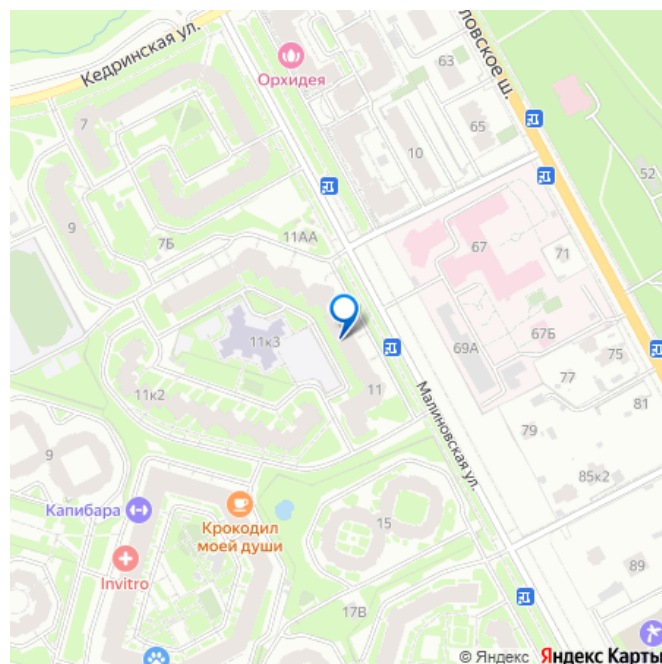 Кедринская ул.
ловское ш.
Орхидея
63
7
65
10
52
9
7Б
11АА
67
71
67Б
11к3
69А
75
77
11к2
11
81
Малиновская ул.
79
9
85к2
Капибара
Крокодил
моей души
15
Invitro
89
17В
© Яндекс Яндекс Карты